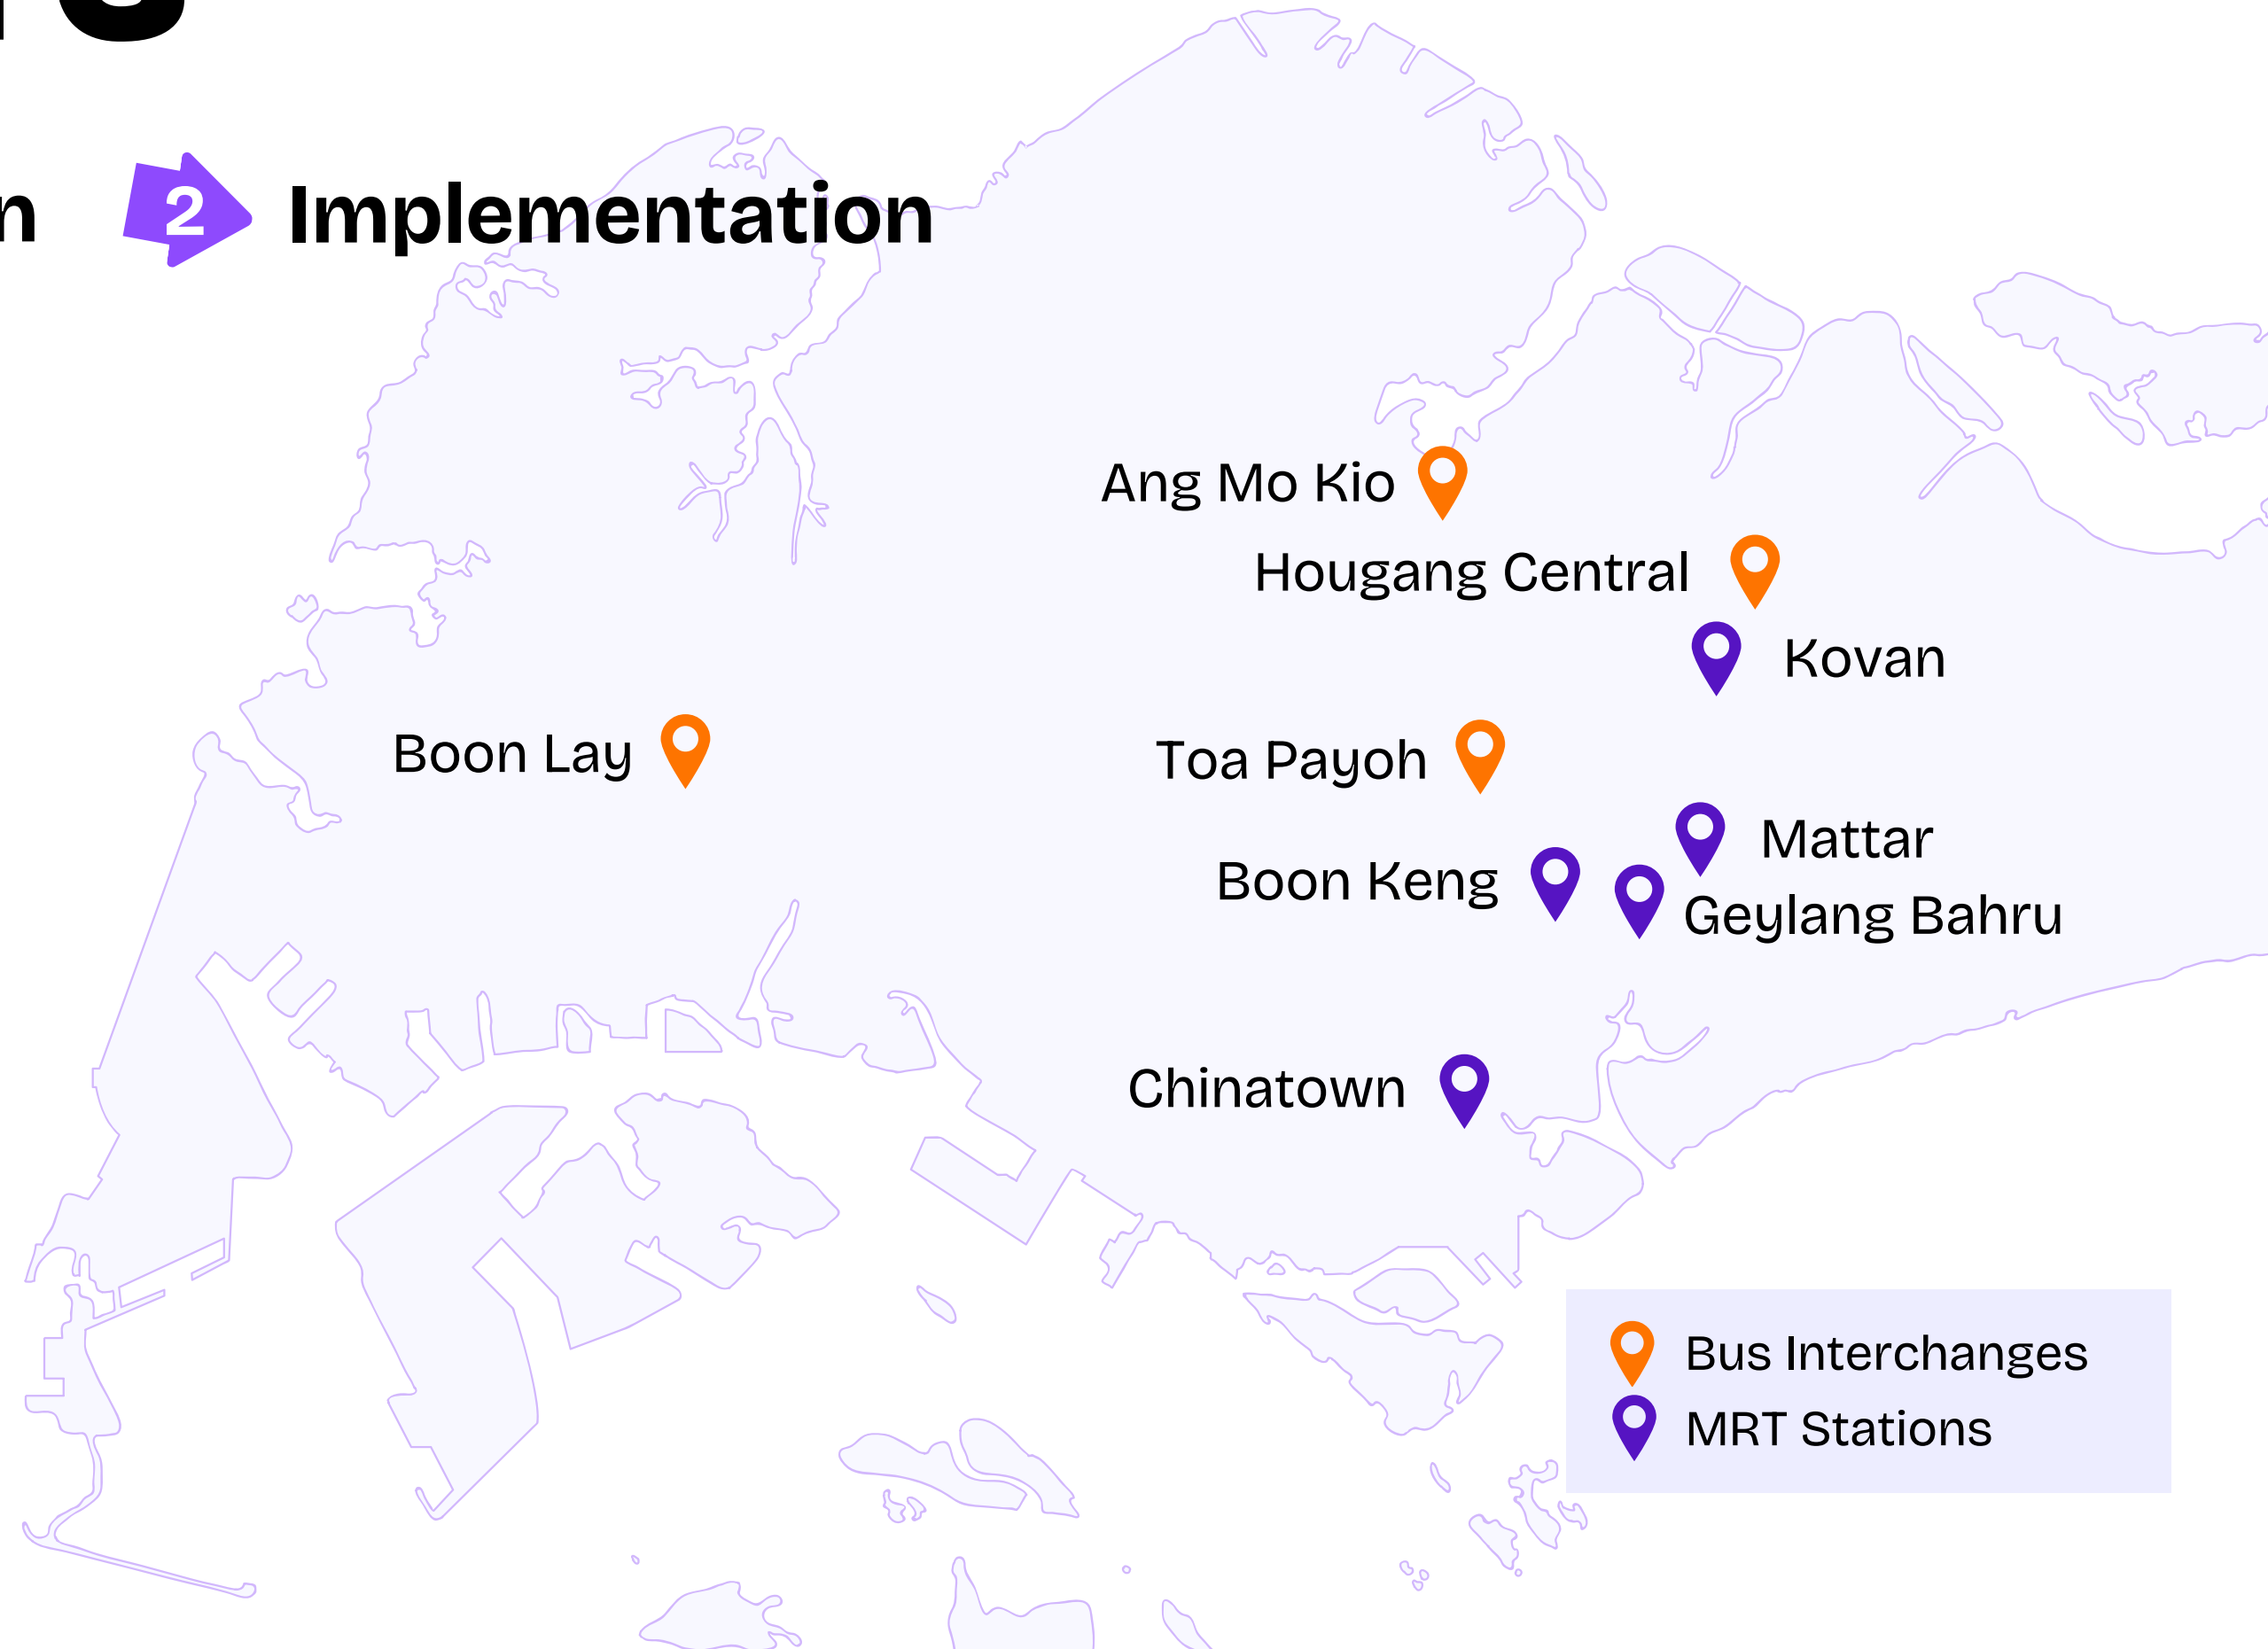 2 Implementation
Ang Mo Kio
Hougang Central
Kovan
Boon Lay
Toa Payoh
Mattar
Boon Keng
Geylang Bahru
Chinatown
Bus Interchanges
MRT Stations